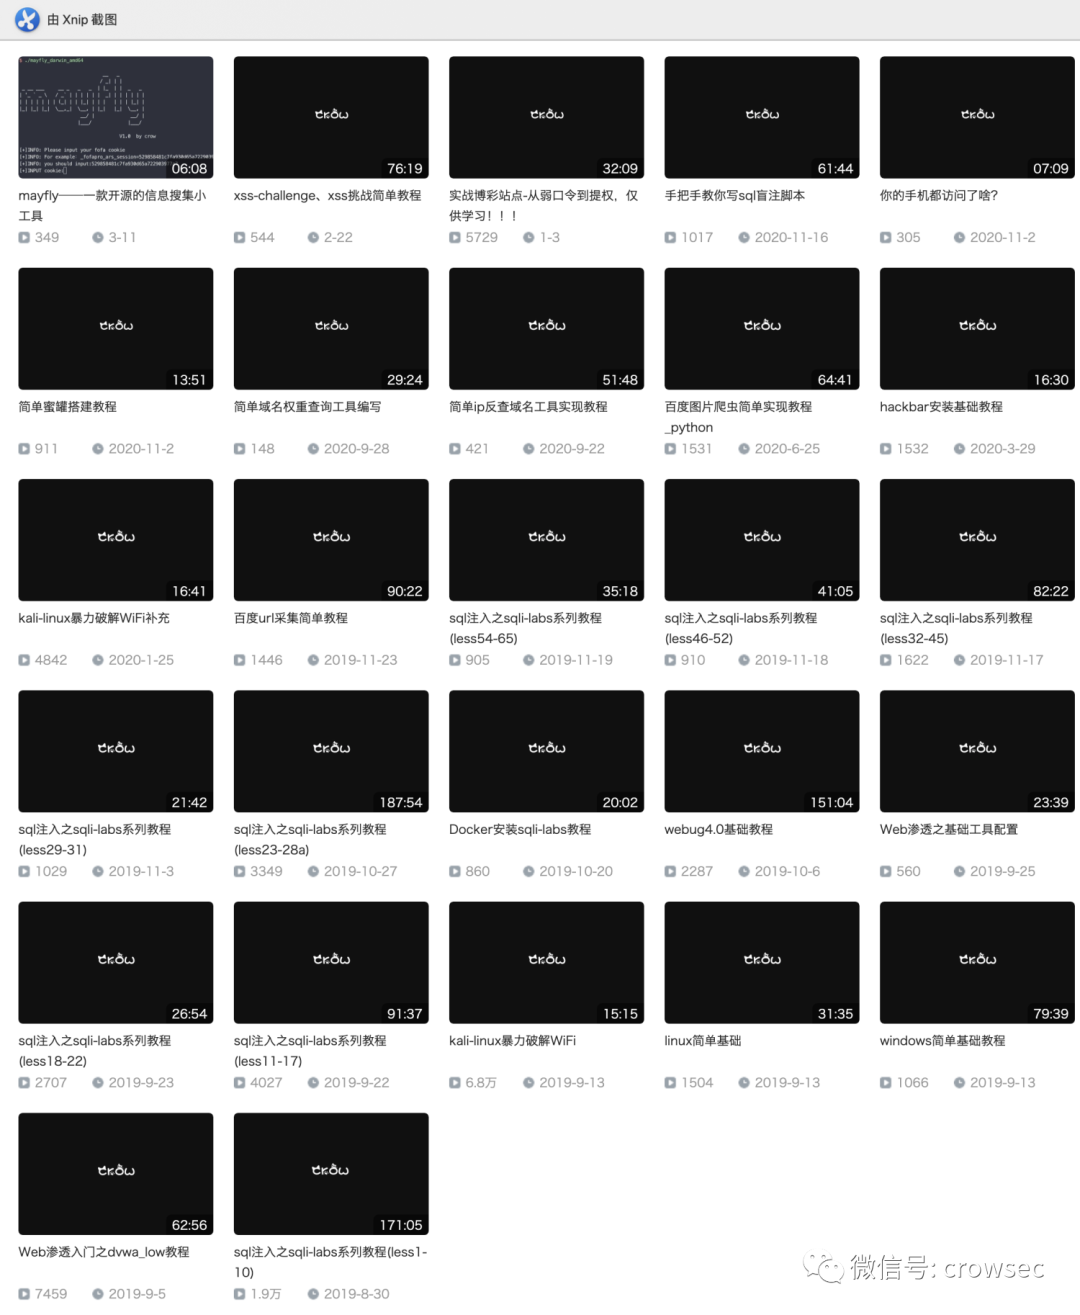 由 Xnip 截图
./mayfly_darwin_amd64
V1.0 by crow
[+]INFO: Please input your fofa cookie
06:08
76:19
32:09
61:44
07:09
mayfly——一款开源的信息搜集小
工具
xss-challenge、xss挑战简单教程
实战博彩站点-从弱口令到提权，仅
供学习！！！
手把手教你写sql盲注脚本
你的手机都访问了啥?
349 3-11
544 2-22
5729 1-3
1017 2020-11-16
305 2020-11-2
crow
crow
crow
crow
13:51
29:24
51:48
64:41
16:30
简单蜜罐搭建教程
简单域名权重查询工具编写
简单ip反查域名工具实现教程
百度图片爬虫简单实现教程
_python
hackbar安装基础教程
911 2020-11-2
148 2020-9-28
421 2020-9-22
1531 2020-6-25
1532 2020-3-29
16:41
90:22
35:18
41:05
82:22
kali-linux暴力破解WiFi补充
百度url采集简单教程
sql注入之sqli-labs系列教程
(less54-65)
sql注入之sqli-labs系列教程
(less46-52)
sql注入之sqli-labs系列教程
(less32-45)
4842 2020-1-25
1446 2019-11-23
905 2019-11-19
910 2019-11-18
1622 2019-11-17
21:42
187:54
20:02
151:04
23:39
sql注入之sqli-labs系列教程
(less29-31)
sql注入之sqli-labs系列教程
(less23-28a)
Docker安装sqli-labs教程
webug4.0基础教程
Web渗透之基础工具配置
1029 2019-11-3
3349 2019-10-27
860 2019-10-20
2287 2019-10-6
560 2019-9-25
26:54
91:37
15:15
31:35
79:39
sql注入之sqli-labs系列教程
(less18-22)
sql注入之sqli-labs系列教程
(less11-17)
kali-linux暴力破解WiFi
linux简单基础
windows简单基础教程
2707 2019-9-23
4027 2019-9-22
6.8万 2019-9-13
1504 2019-9-13
1066 2019-9-13
62:56
171:05
Web渗透入门之dvwa_low教程
sql注入之sqli-labs系列教程(less1-
10)
7459 2019-9-5
1.9万 2019-8-30
微信号: crowsec